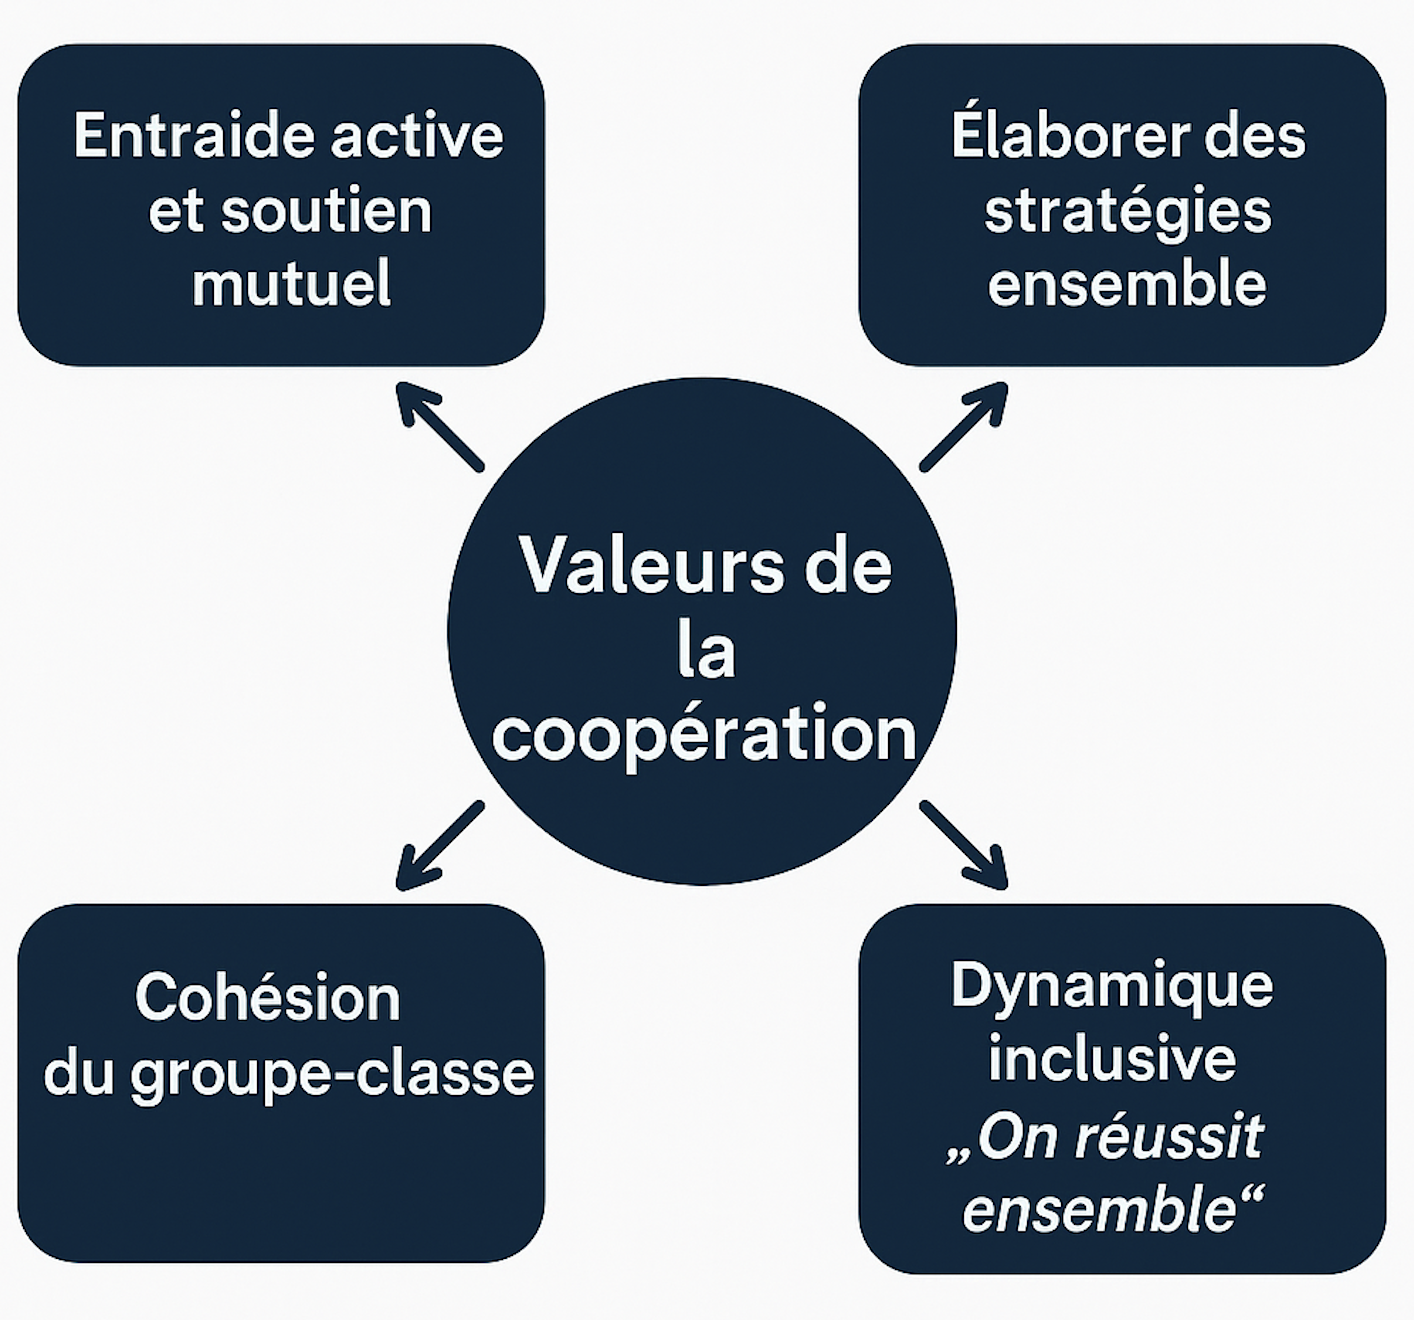 Entraide active
et soutien
mutuel
Élaborer des
stratégies
ensemble
Valeurs de
la
coopération
Cohésion
du groupe-classe
Dynamique
inclusive
„On réussit
ensemble“